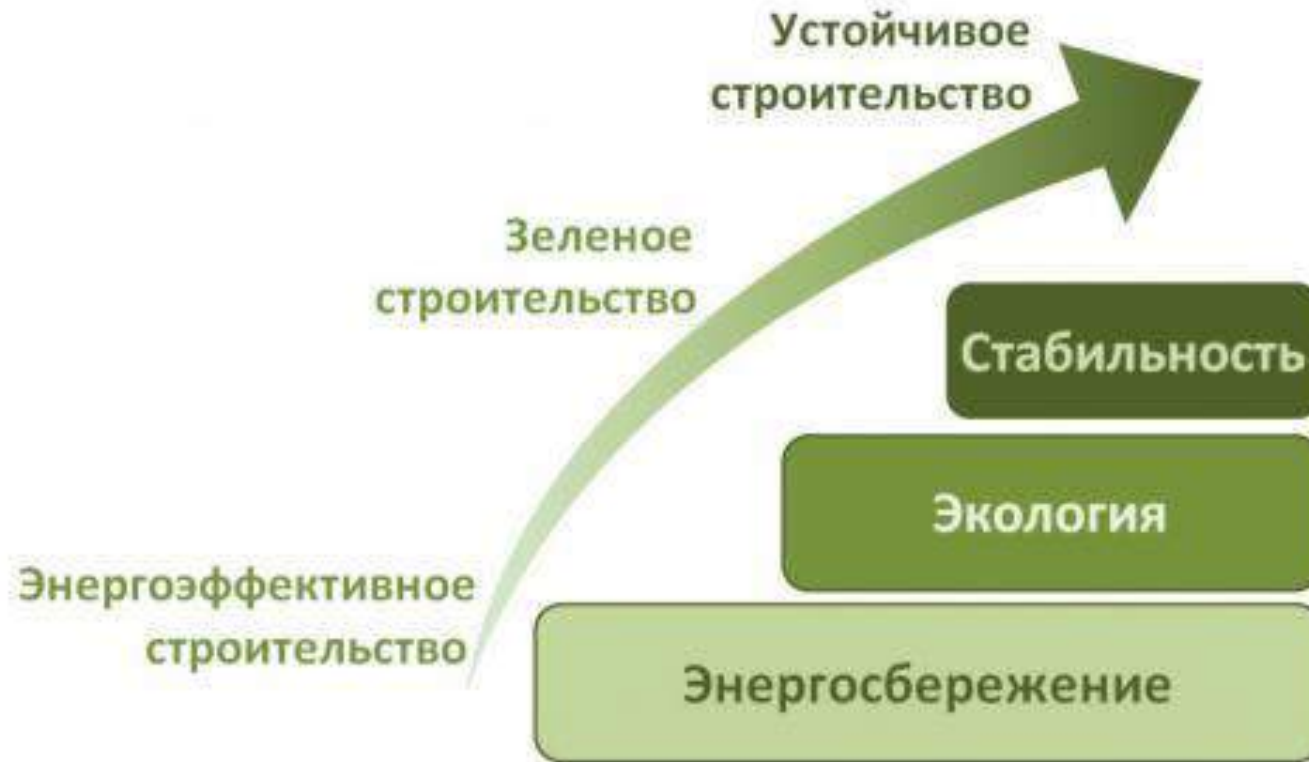 Устойчивое
строительство
Зеленое
строительство
Стабильность
Экология
Энергоэффективное
строительство
Энергосбережение